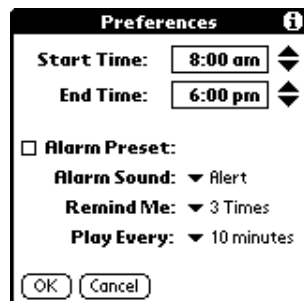 Preferences i
Start Time: 8:00 am
End Time: 6:00 pm
Alarm Preset:
Alarm Sound: Alert
Remind Me: 3 Times
Play Every: 10 minutes
OK Cancel